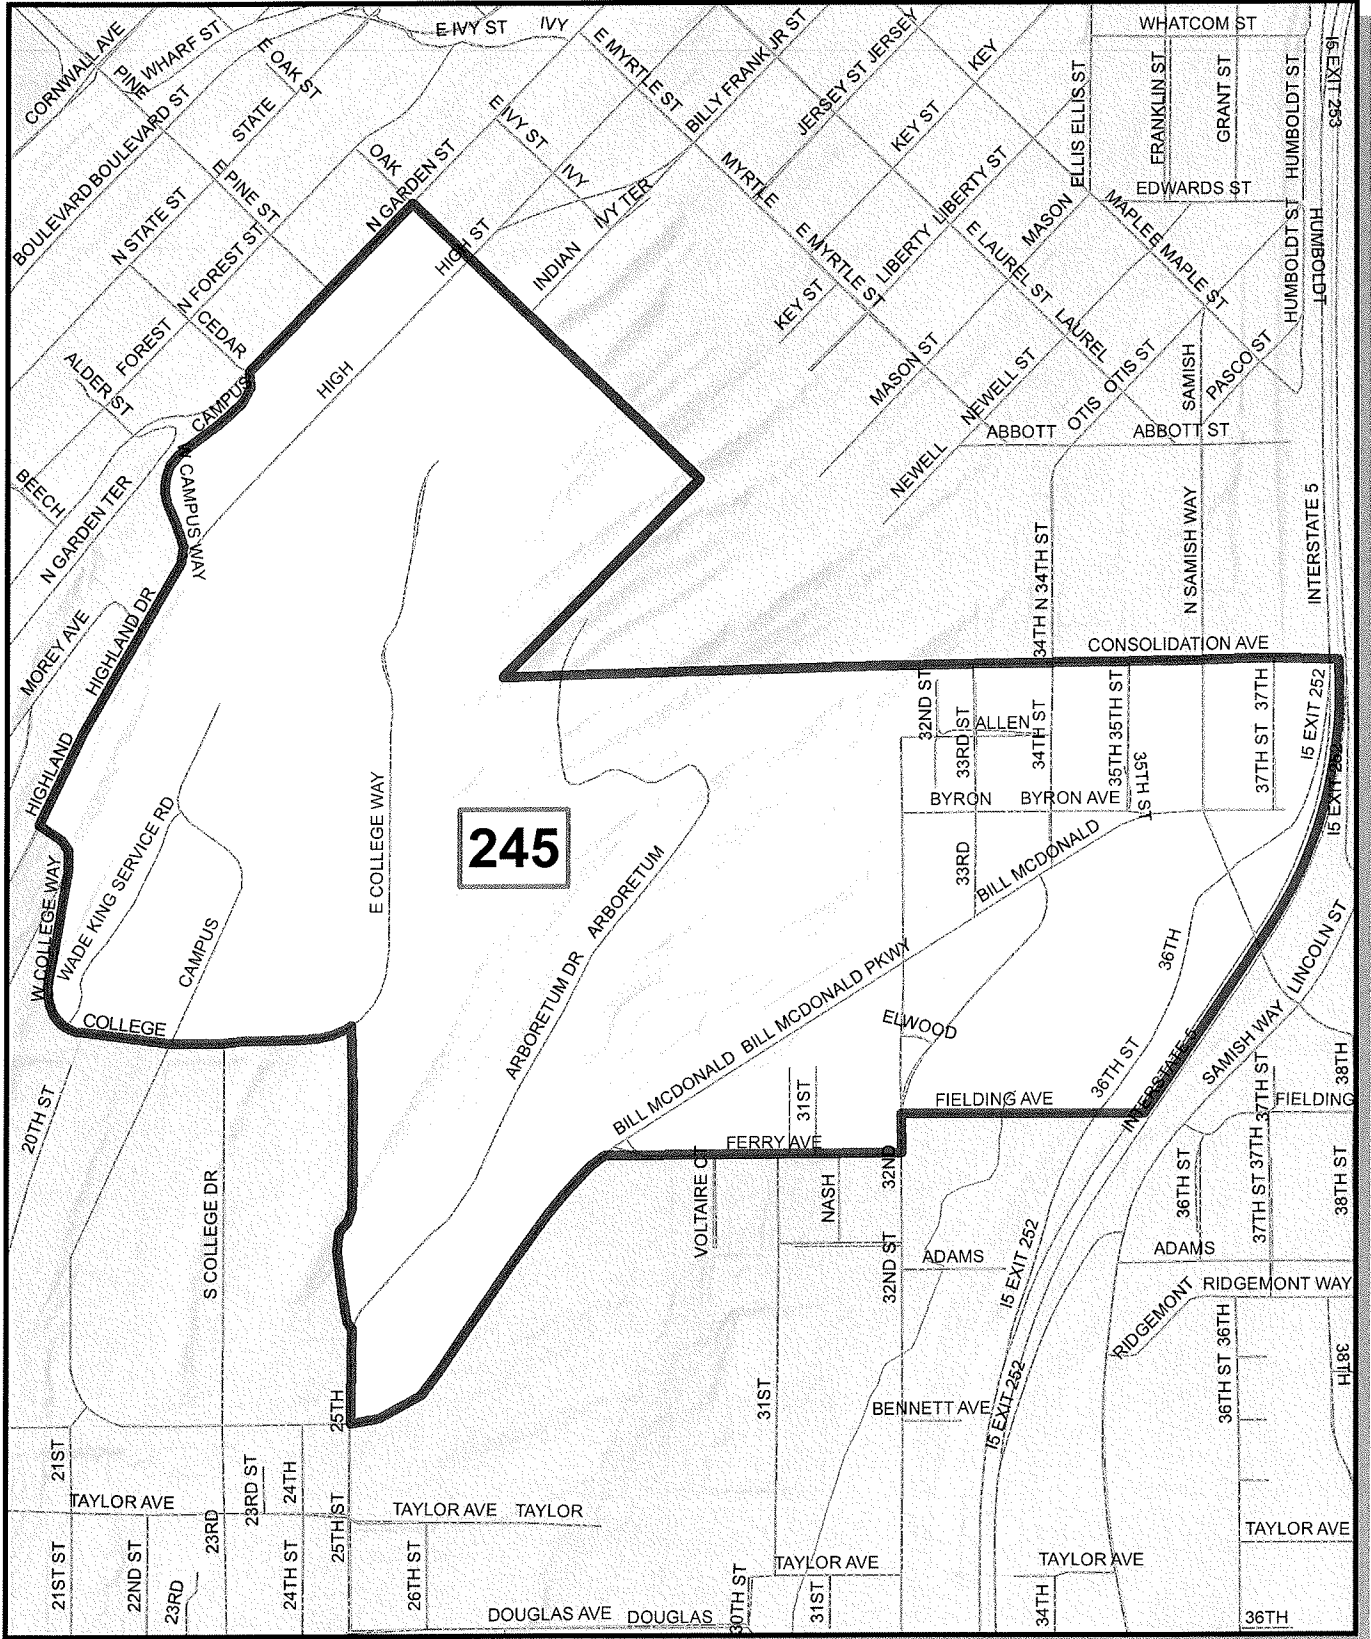 WHATCOM ST
E IVY ST
IVY
CORNWALL AVE
PINE
WHARF ST
E OAK ST
E MYRTLE ST
BILLY FRANK JR ST
JERSEY ST JERSEY
KEY
I5 EXIT 253
BOULEVARD BOULEVARD ST
STATE
E IVY ST
KEY ST
ELLIS ELLIS ST
FRANKLIN ST
GRANT ST
HUMBOLDT ST
OAK
N GARDEN ST
IVY
IVY TER
MYRTLE
LIBERTY LIBERTY ST
EDWARDS ST
E PINE ST
N STATE ST
N FOREST ST
HIGH ST
INDIAN
E MYRTLE ST
KEY ST
E LAUREL ST LAUREL
MASON
MAPLE E MAPLE ST
HUMBOLDT ST
HUMBOLDT
FOREST
CEDAR
ALDER ST
HIGH
CAMPUS
MASON ST
NEWELL ST
NEWELL
OTIS OTIS ST
SAMISH
PASCO ST
ABBOTT
ABBOTT ST
BEECH
N GARDEN TER
W CAMPUS WAY
34TH N 34TH ST
N SAMISH WAY
INTERSTATE 5
MOREY AVE
HIGHLAND DR
HIGHLAND
CONSOLIDATION AVE
32ND ST
33RD ST
ALLEN
34TH ST
35TH 35TH ST
35TH ST
37TH ST 37TH
I5 EXIT 252
I5 EXIT 252
BYRON
BYRON AVE
E COLLEGE WAY
245
W COLLEGE WAY
WADE KING SERVICE RD
CAMPUS
ARBORETUM
ARBORETUM DR
33RD
BILL MCDONALD
BILL MCDONALD BILL MCDONALD PKWY
36TH
LINCOLN ST
COLLEGE
ELWOOD
36TH ST
INTERSTATE 5
SAMISH WAY
38TH
20TH ST
31ST
FIELDING AVE
FIELDING
FERRY AVE
37TH ST 37TH 37TH ST
S COLLEGE DR
VOLTAIRE CT
NASH
32ND
32ND ST
36TH ST
38TH ST
ADAMS
ADAMS
I5 EXIT 252
RIDGEMONT
RIDGEMONT WAY
36TH ST 36TH
38TH
25TH
31ST
BENNETT AVE
I5 EXIT 252
21ST
23RD ST
24TH
TAYLOR AVE
23RD
25TH ST
TAYLOR AVE TAYLOR
TAYLOR AVE
21ST ST
22ND ST
23RD
24TH ST
26TH ST
30TH ST
TAYLOR AVE
31ST
TAYLOR AVE
34TH
DOUGLAS AVE DOUGLAS
36TH